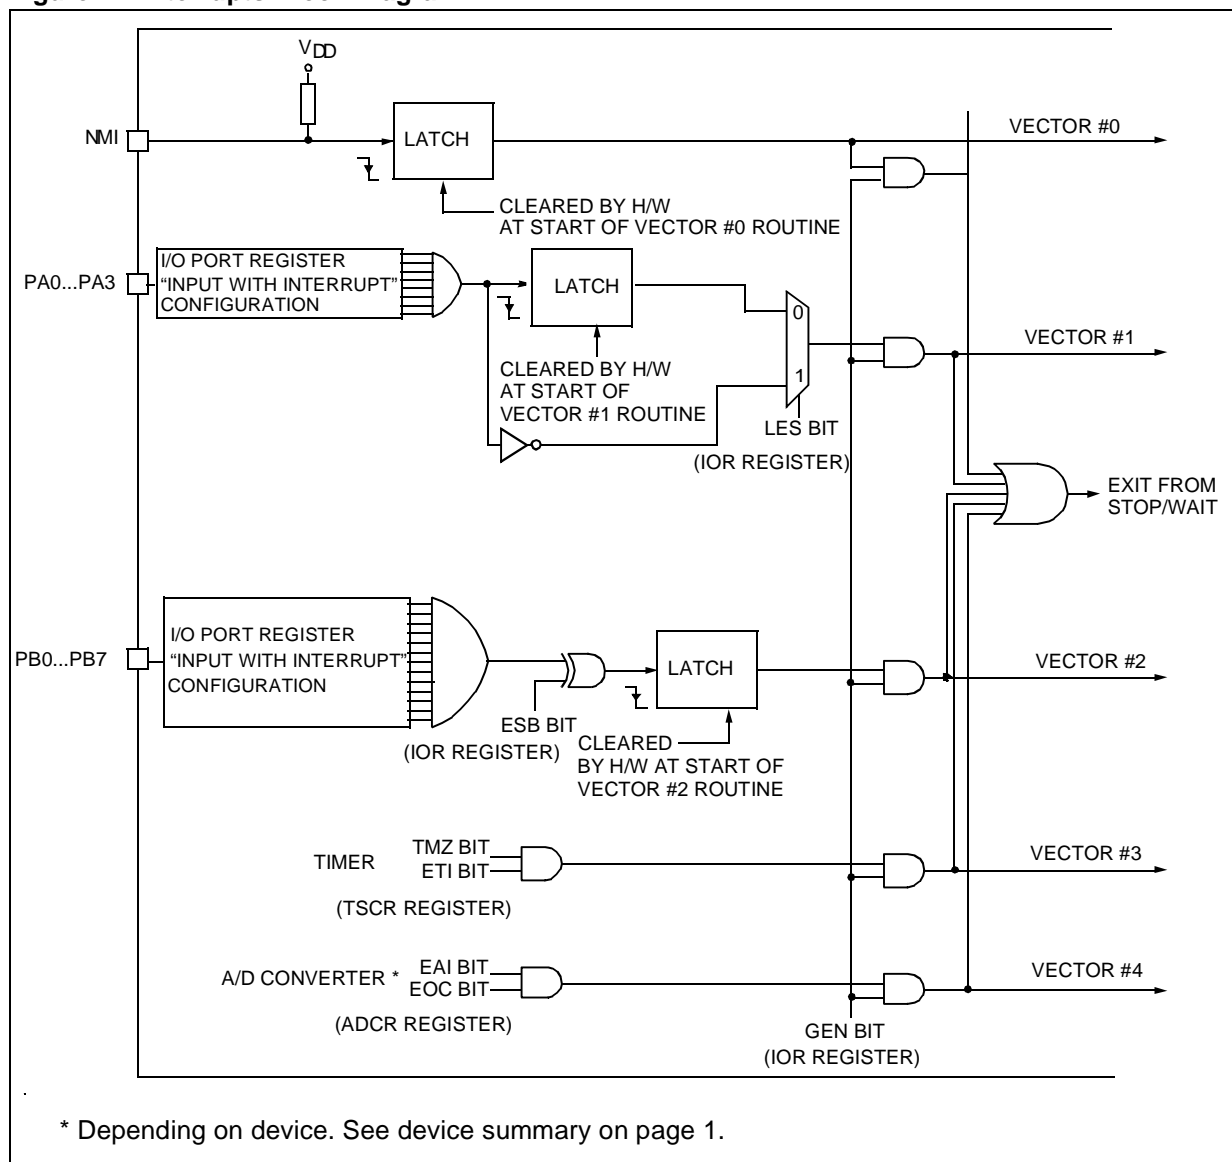 VDD
NMI
LATCH
VECTOR #0
CLEARED BY H/W
AT START OF VECTOR #0 ROUTINE
PA0...PA3
I/O PORT REGISTER
“INPUT WITH INTERRUPT”
CONFIGURATION
LATCH
0
1
VECTOR #1
CLEARED BY H/W
AT START OF
VECTOR #1 ROUTINE
LES BIT
(IOR REGISTER)
EXIT FROM
STOP/WAIT
PB0...PB7
I/O PORT REGISTER
“INPUT WITH INTERRUPT”
CONFIGURATION
LATCH
VECTOR #2
ESB BIT
(IOR REGISTER)
CLEARED
BY H/W AT START OF
VECTOR #2 ROUTINE
TIMER
TMZ BIT
ETI BIT
(TSCR REGISTER)
VECTOR #3
A/D CONVERTER *
EAI BIT
EOC BIT
(ADCR REGISTER)
VECTOR #4
GEN BIT
(IOR REGISTER)
* Depending on device. See device summary on page 1.